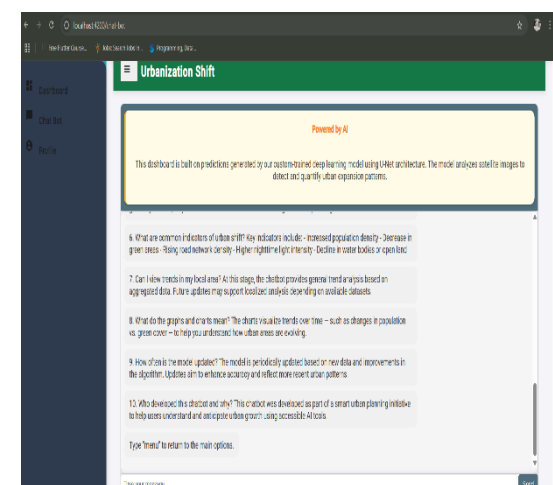 localhost:4200/chat-bot
Programming, Data...
Urbanization Shift
Dashboard
Chat Bot
Profile
Powered by AI
This dashboard is built on predictions generated by our custom-trained deep learning model using U-Net architecture. The model analyzes satellite images to
detect and quantify urban expansion patterns.
6. What are common indicators of urban shift? Key indicators include: - Increased population density - Decrease in
green areas - Rising road network density - Higher nighttime light intensity - Decline in water bodies or open land
7. Can I view trends in my local area? At this stage, the chatbot provides general trend analysis based on
aggregated data. Future updates may support localized analysis depending on available datasets.
8. What do the graphs and charts mean? The charts visualize trends over time – such as changes in population
vs. green cover – to help you understand how urban areas are evolving.
9. How often is the model updated? The model is periodically updated based on new data and improvements in
the algorithm. Updates aim to enhance accuracy and reflect more recent urban patterns.
10. Who developed this chatbot and why? This chatbot was developed as part of a smart urban planning initiative
to help users understand and anticipate urban growth using accessible AI tools.
Type "menu" to return to the main options.
Type your message...
Send